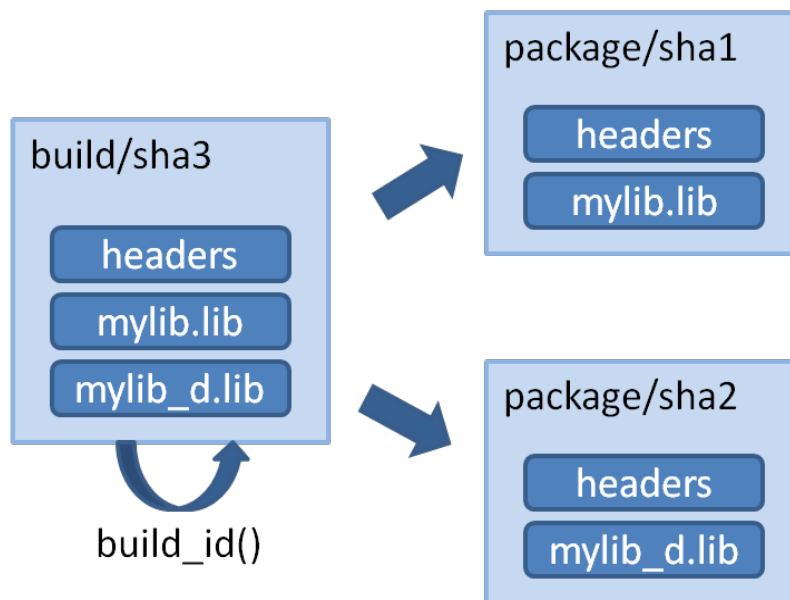 build/sha3
headers
mylib.lib
mylib_d.lib
build_id()
package/sha1
headers
mylib.lib
package/sha2
headers
mylib_d.lib